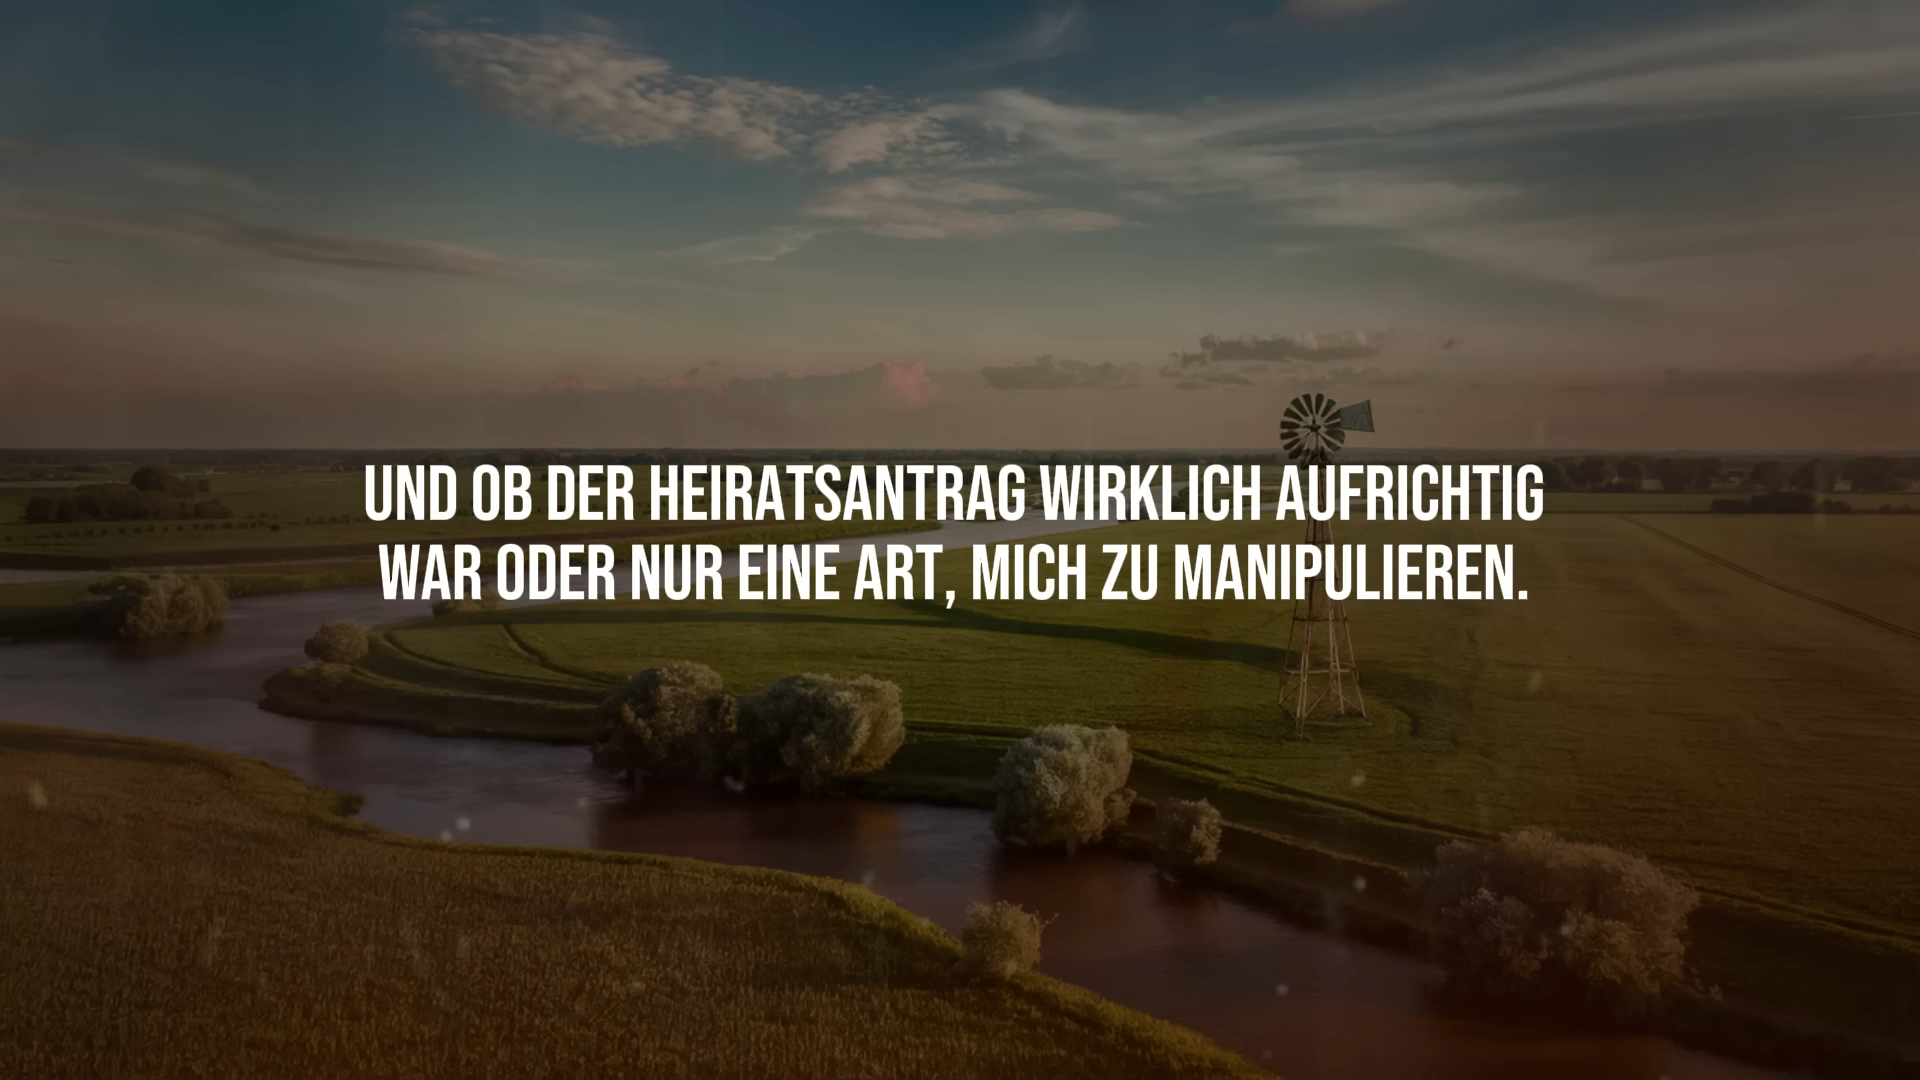 UND OB DER HEIRATSANTRAG WIRKLICH AUFRICHTIG
WAR ODER NUR EINE ART, MICH ZU MANIPULIEREN.